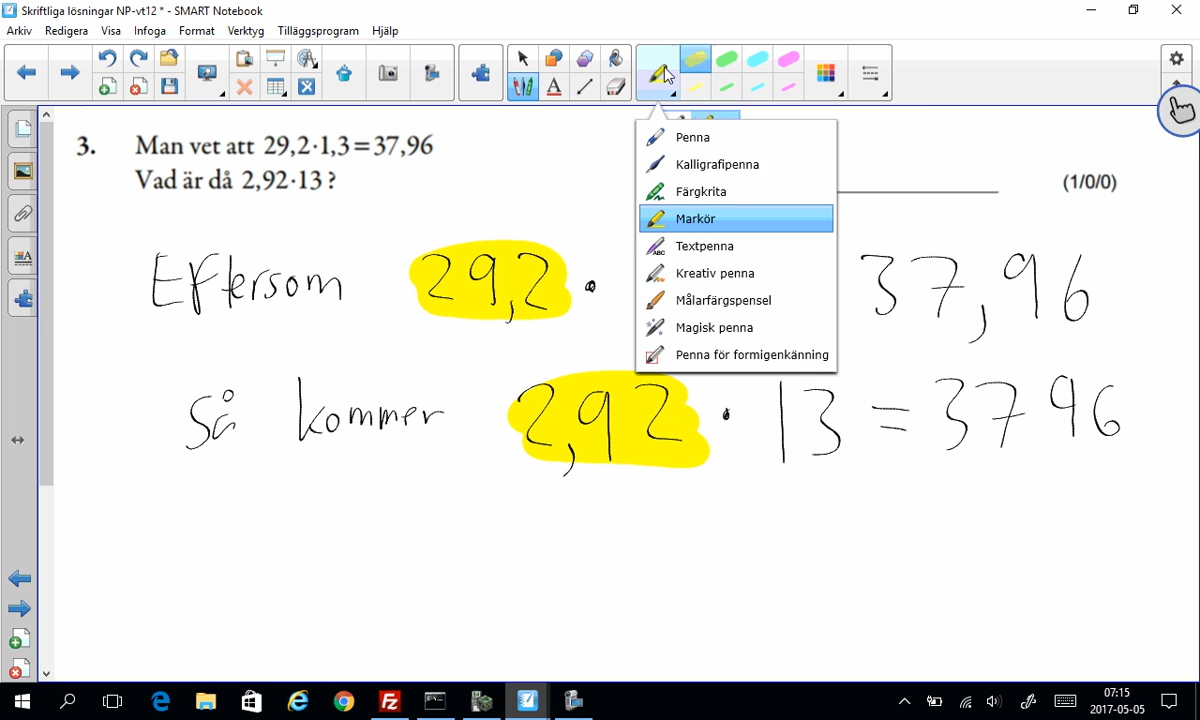 Skriftliga lösningar NP-vt12 * - SMART Notebook
Arkiv Redigera Visa Infoga Format Verktyg Tilläggsprogram Hjälp
3. Man vet att 29,2·1,3=37,96
Vad är då 2,92·13?
(1/0/0)
Penna
Kalligrafipenna
Färgkrita
Markör
Textpenna
Kreativ penna
Målarfärgspensel
Magisk penna
Penna för formigenkänning
Eftersom 29,2 · 37,96
Så kommer 2,92 · 13 = 3796
07:15
2017-05-05